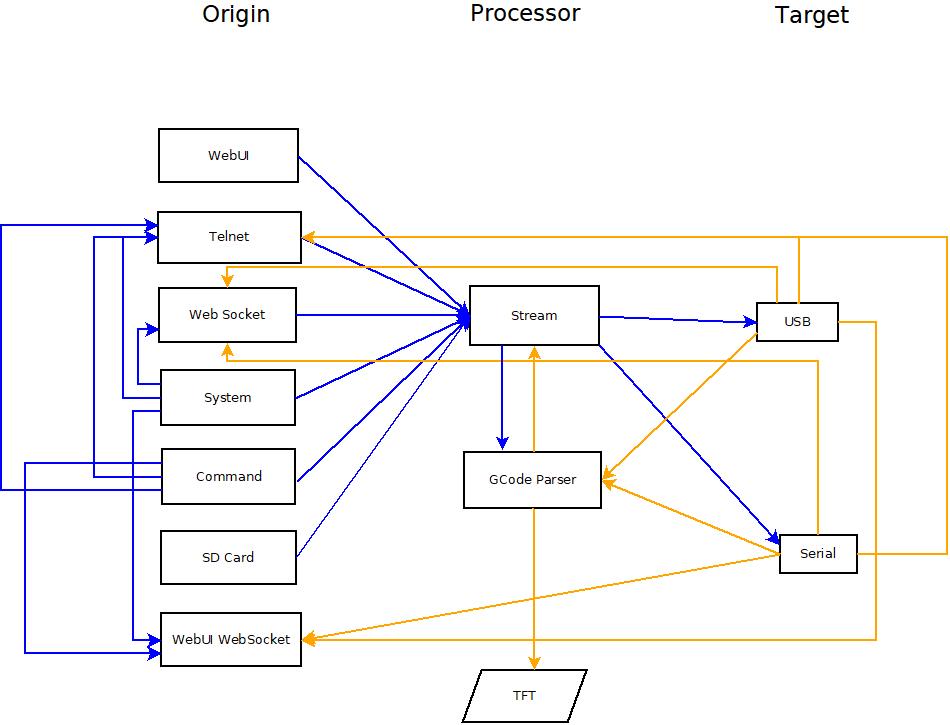 Origin
Processor
Target
WebUI
Telnet
Web Socket
Stream
USB
System
Command
GCode Parser
SD Card
Serial
WebUI WebSocket
TFT